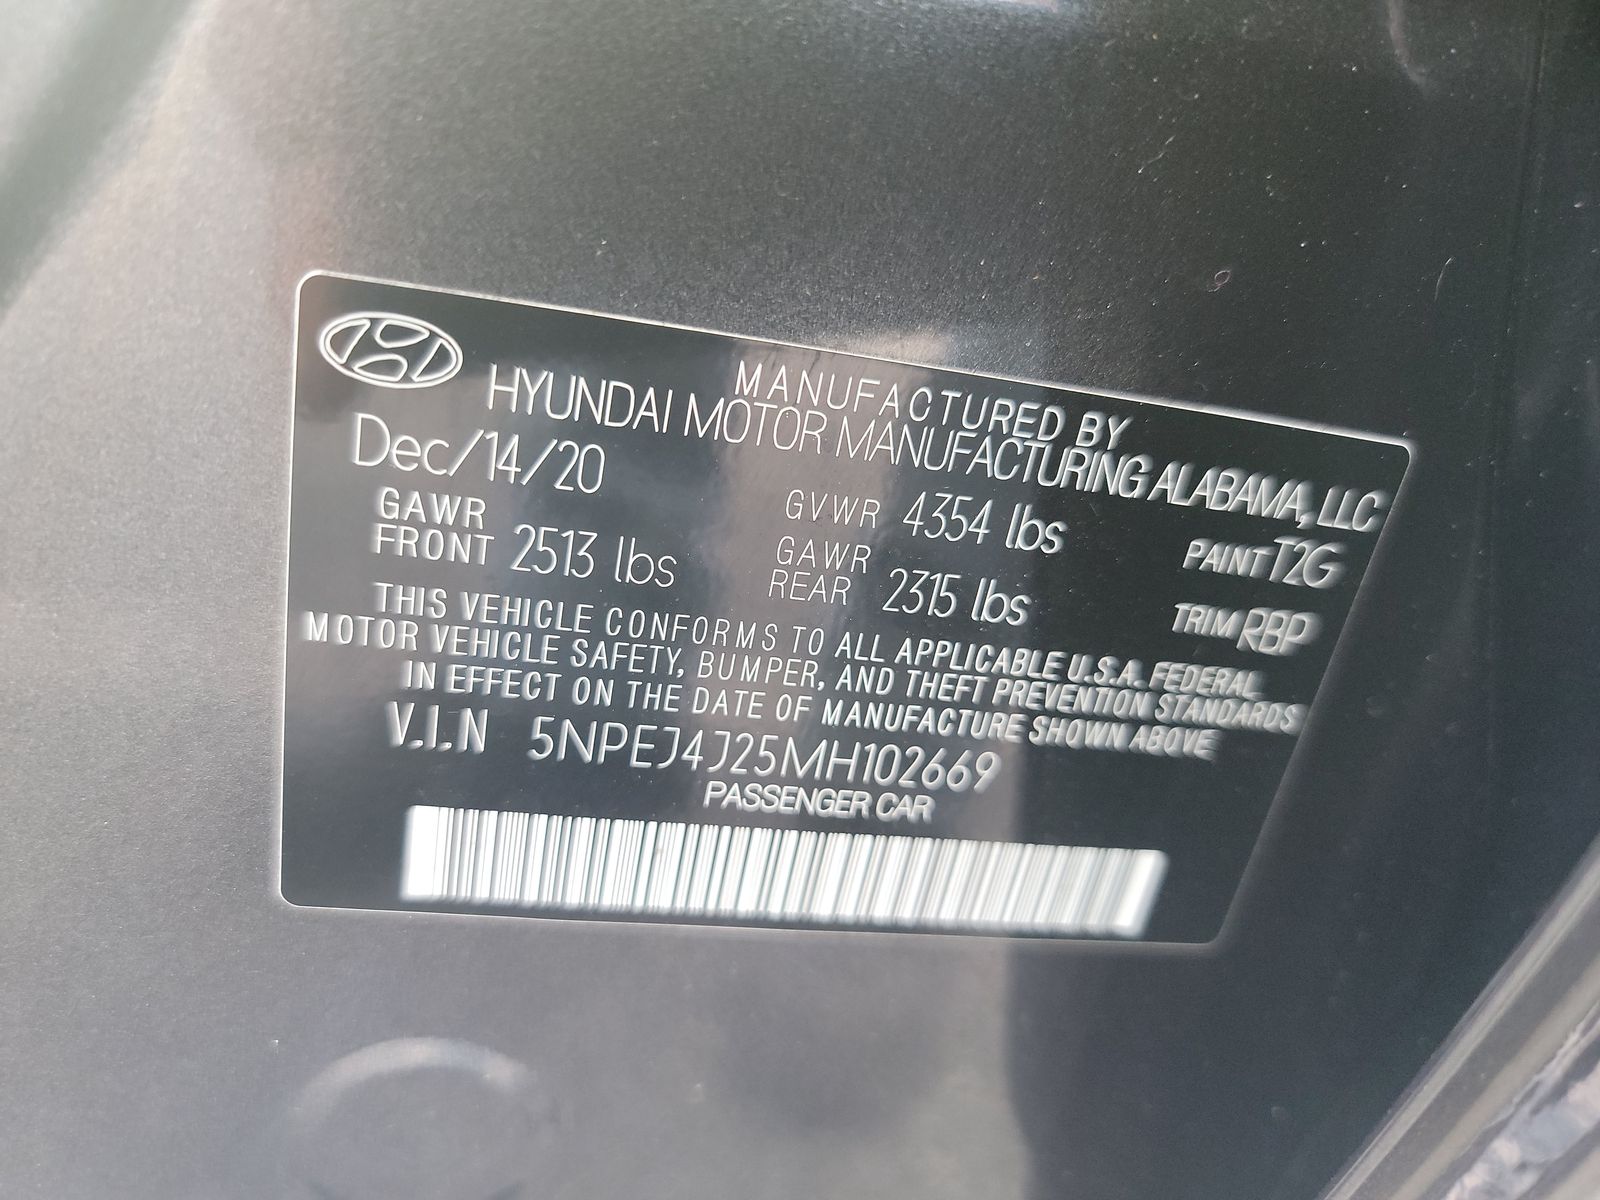 MANUFACTURED BY
HYUNDAI MOTOR MANUFACTURING ALABAMA, LLC
Dec/14/20 GVWR 4354 lbs PAINT T2G
GAWR FRONT 2513 lbs GAWR REAR 2315 lbs TRIM RBP
THIS VEHICLE CONFORMS TO ALL APPLICABLE U.S.A. FEDERAL
MOTOR VEHICLE SAFETY, BUMPER, AND THEFT PREVENTION STANDARDS
IN EFFECT ON THE DATE OF MANUFACTURE SHOWN ABOVE
V.I.N 5NPEJ4J25MH102669
PASSENGER CAR